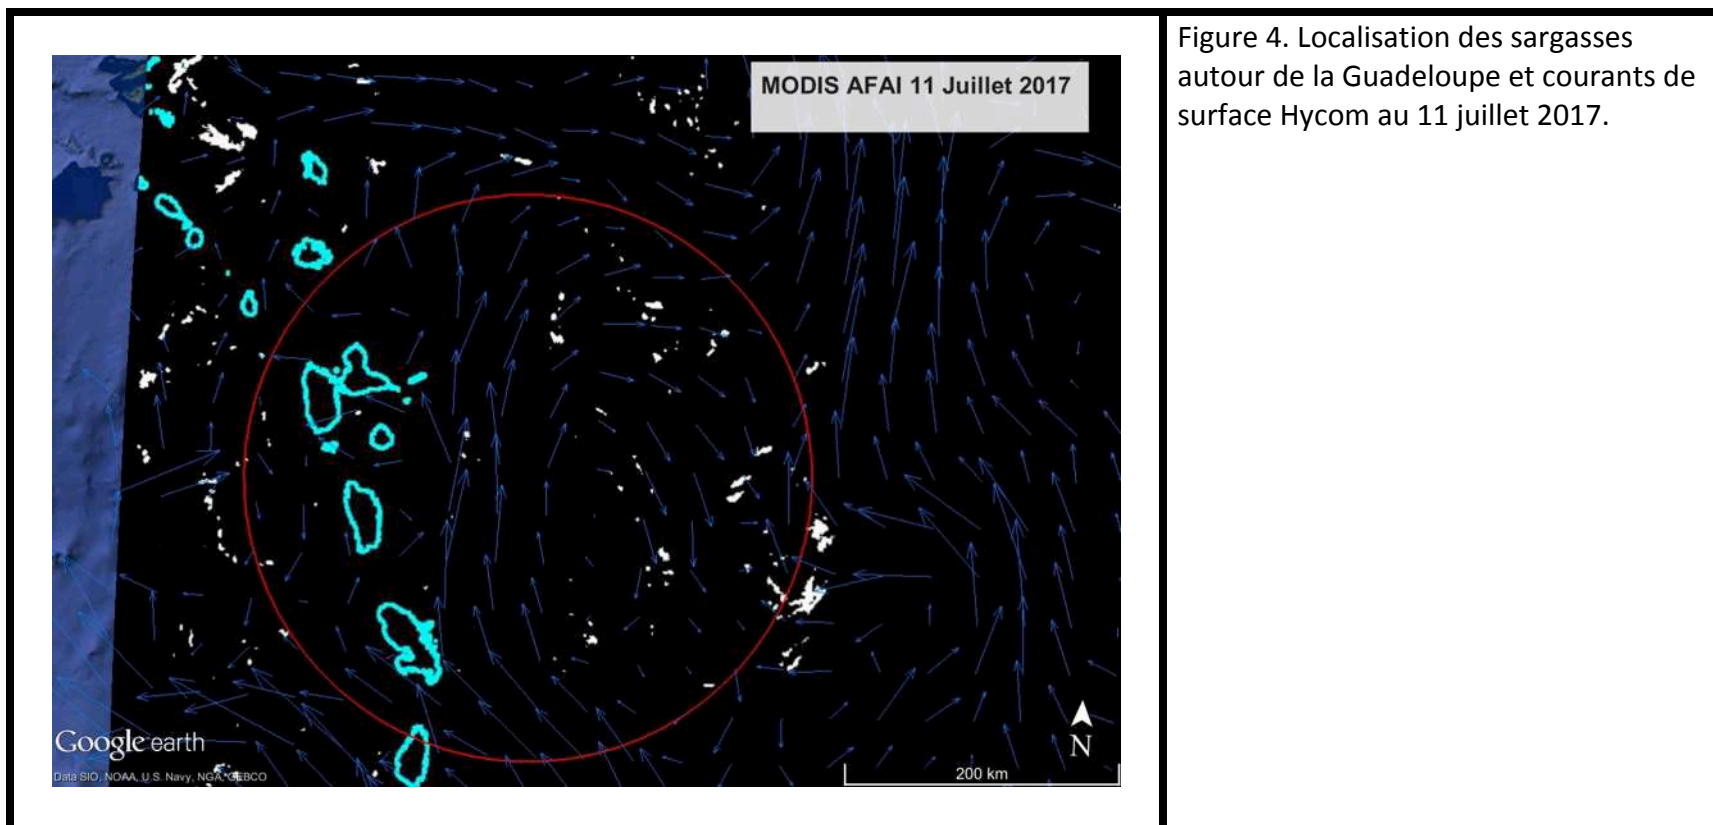 MODIS AFAI 11 Juillet 2017
Google earth
Data SIO, NOAA, U.S. Navy, NGA, GEBCO
N
200 km
Figure 4. Localisation des sargasses
autour de la Guadeloupe et courants de
surface Hycom au 11 juillet 2017.